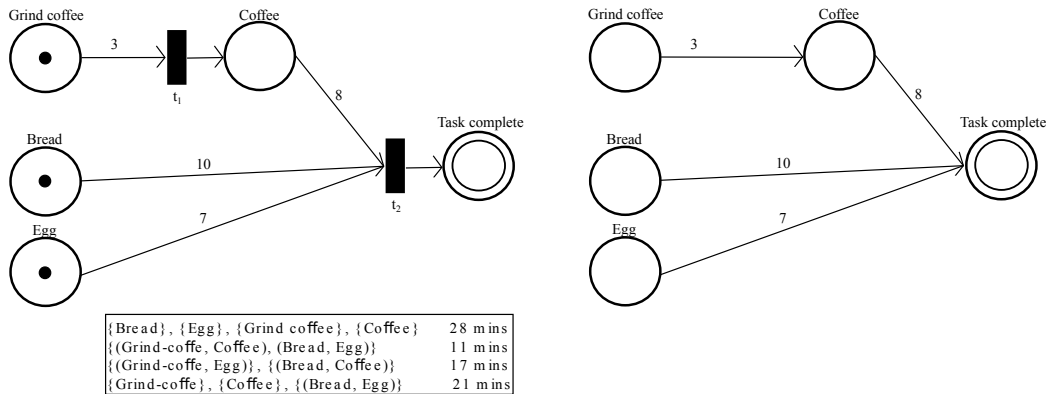 Grind coffee
Coffee
3
t1
8
Bread
10
Task complete
t2
7
Egg
{Bread}, {Egg}, {Grind coffee}, {Coffee} 28 mins
{(Grind-coffe, Coffee), (Bread, Egg)} 11 mins
{(Grind-coffe, Egg)}, {(Bread, Coffee)} 17 mins
{Grind-coffe}, {Coffee}, {(Bread, Egg)} 21 mins
Grind coffee
Coffee
3
8
Task complete
Bread
10
7
Egg